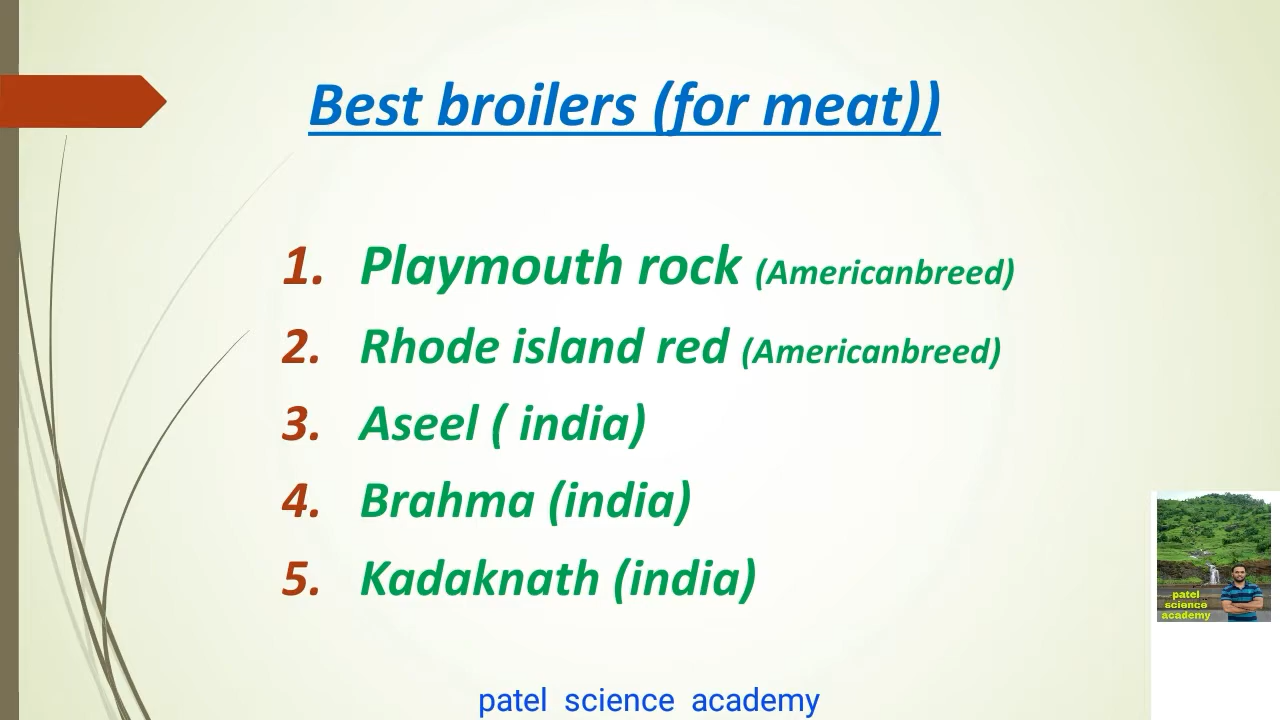 Best broilers (for meat))
1. Playmouth rock (Americanbreed)
2. Rhode island red (Americanbreed)
3. Aseel ( india)
4. Brahma (india)
5. Kadaknath (india)
patel
science
academy
patel science academy